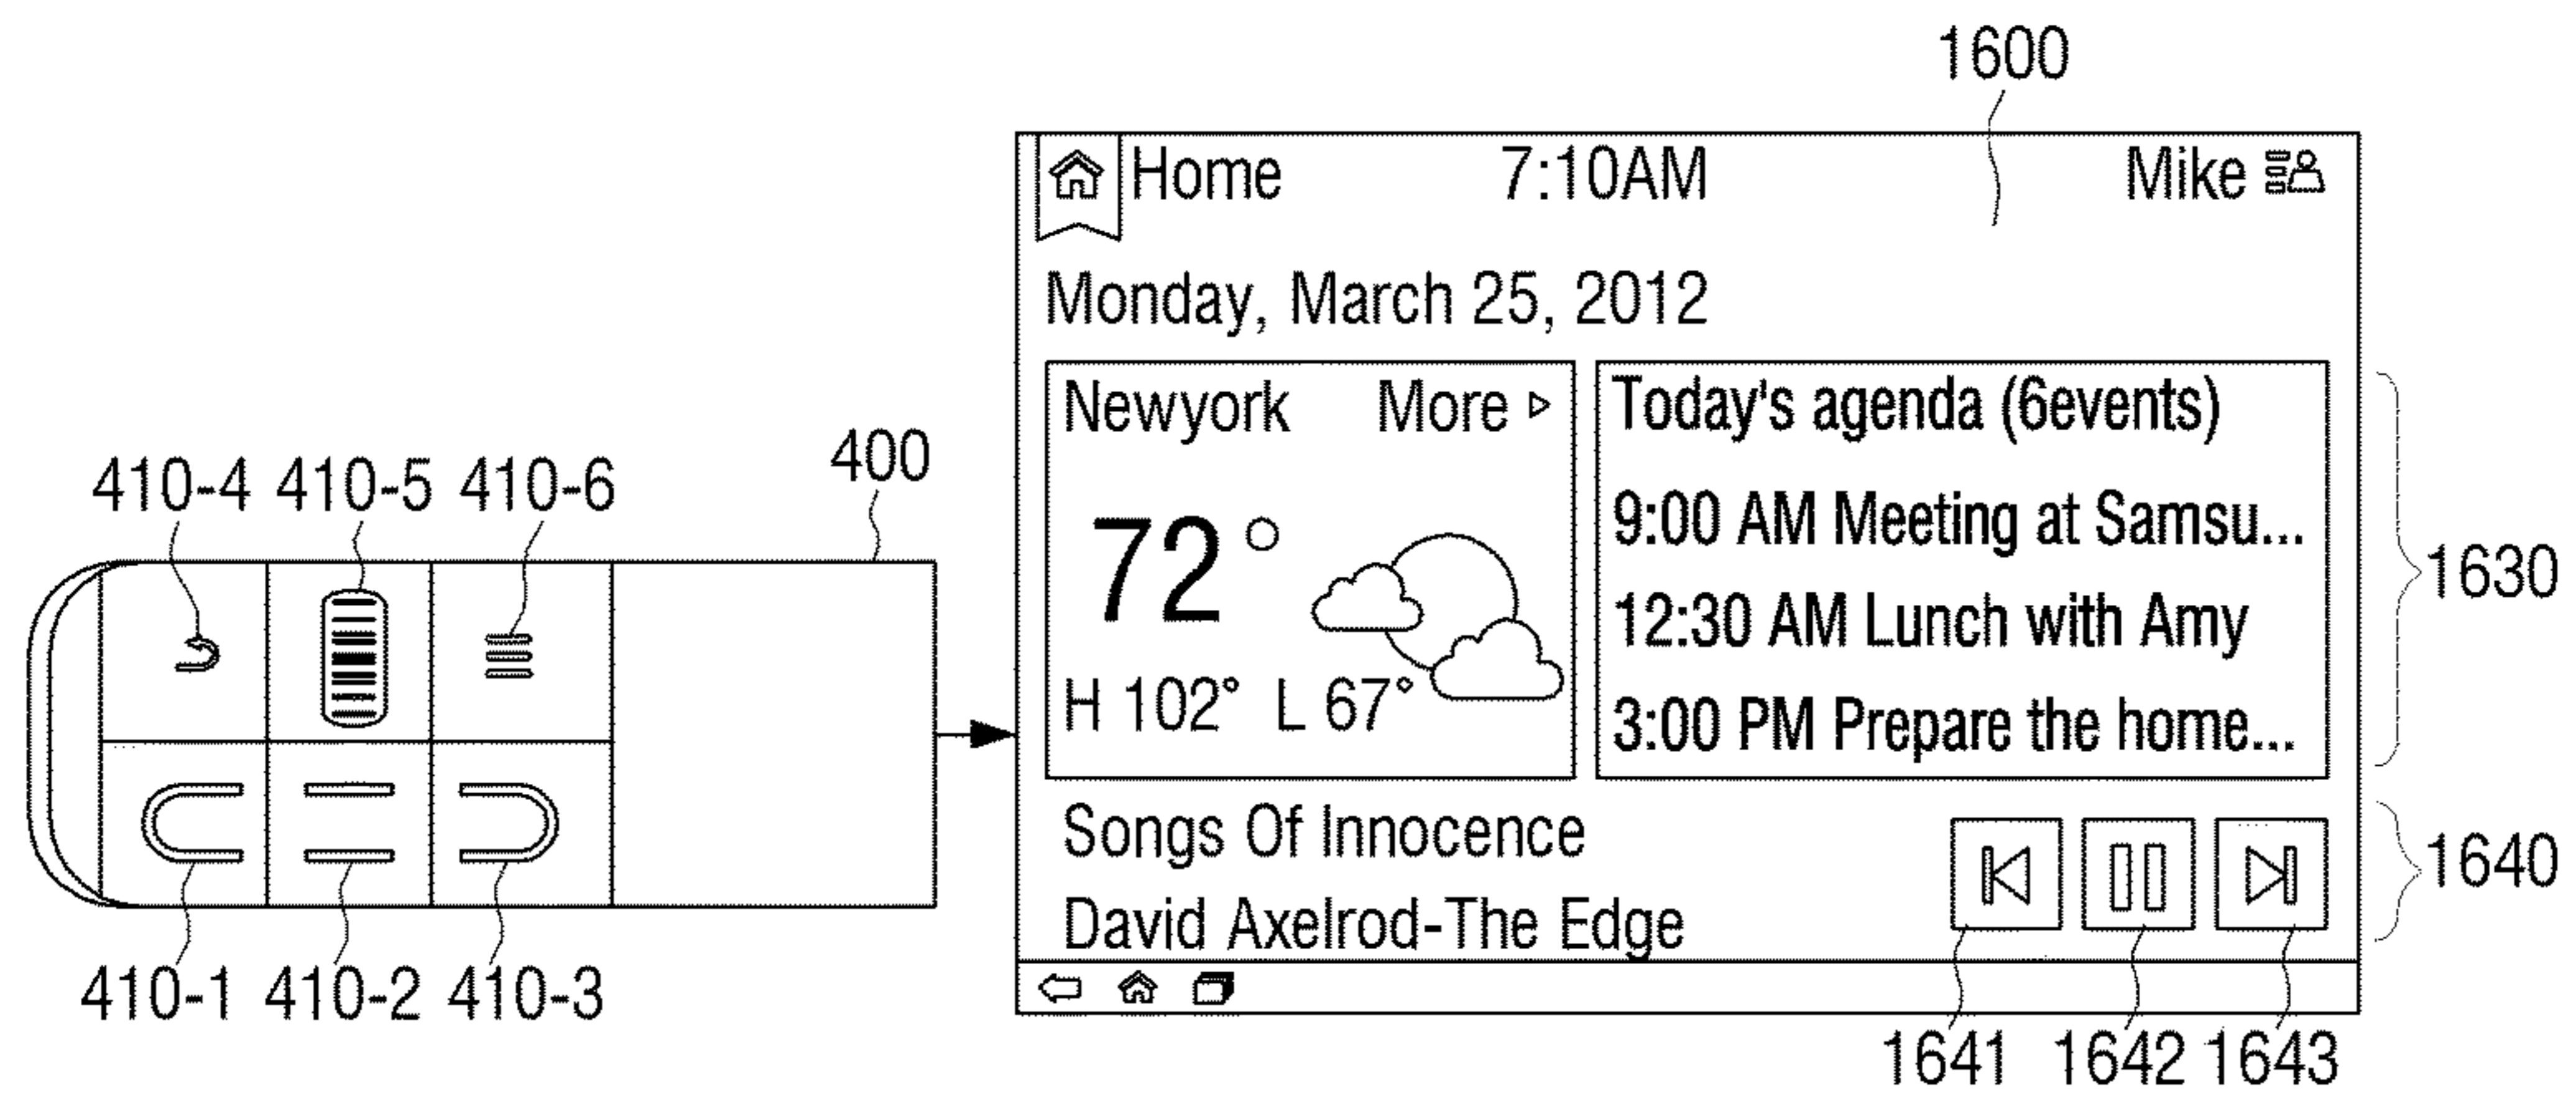 1600
Home 7:10AM Mike
Monday, March 25, 2012
Newyork More
Today's agenda (6events)
72°
9:00 AM Meeting at Samsu...
12:30 AM Lunch with Amy
H 102° L 67°
3:00 PM Prepare the home...
1630
400
410-4 410-5 410-6
410-1 410-2 410-3
Songs Of Innocence
David Axelrod-The Edge
1640
1641 1642 1643